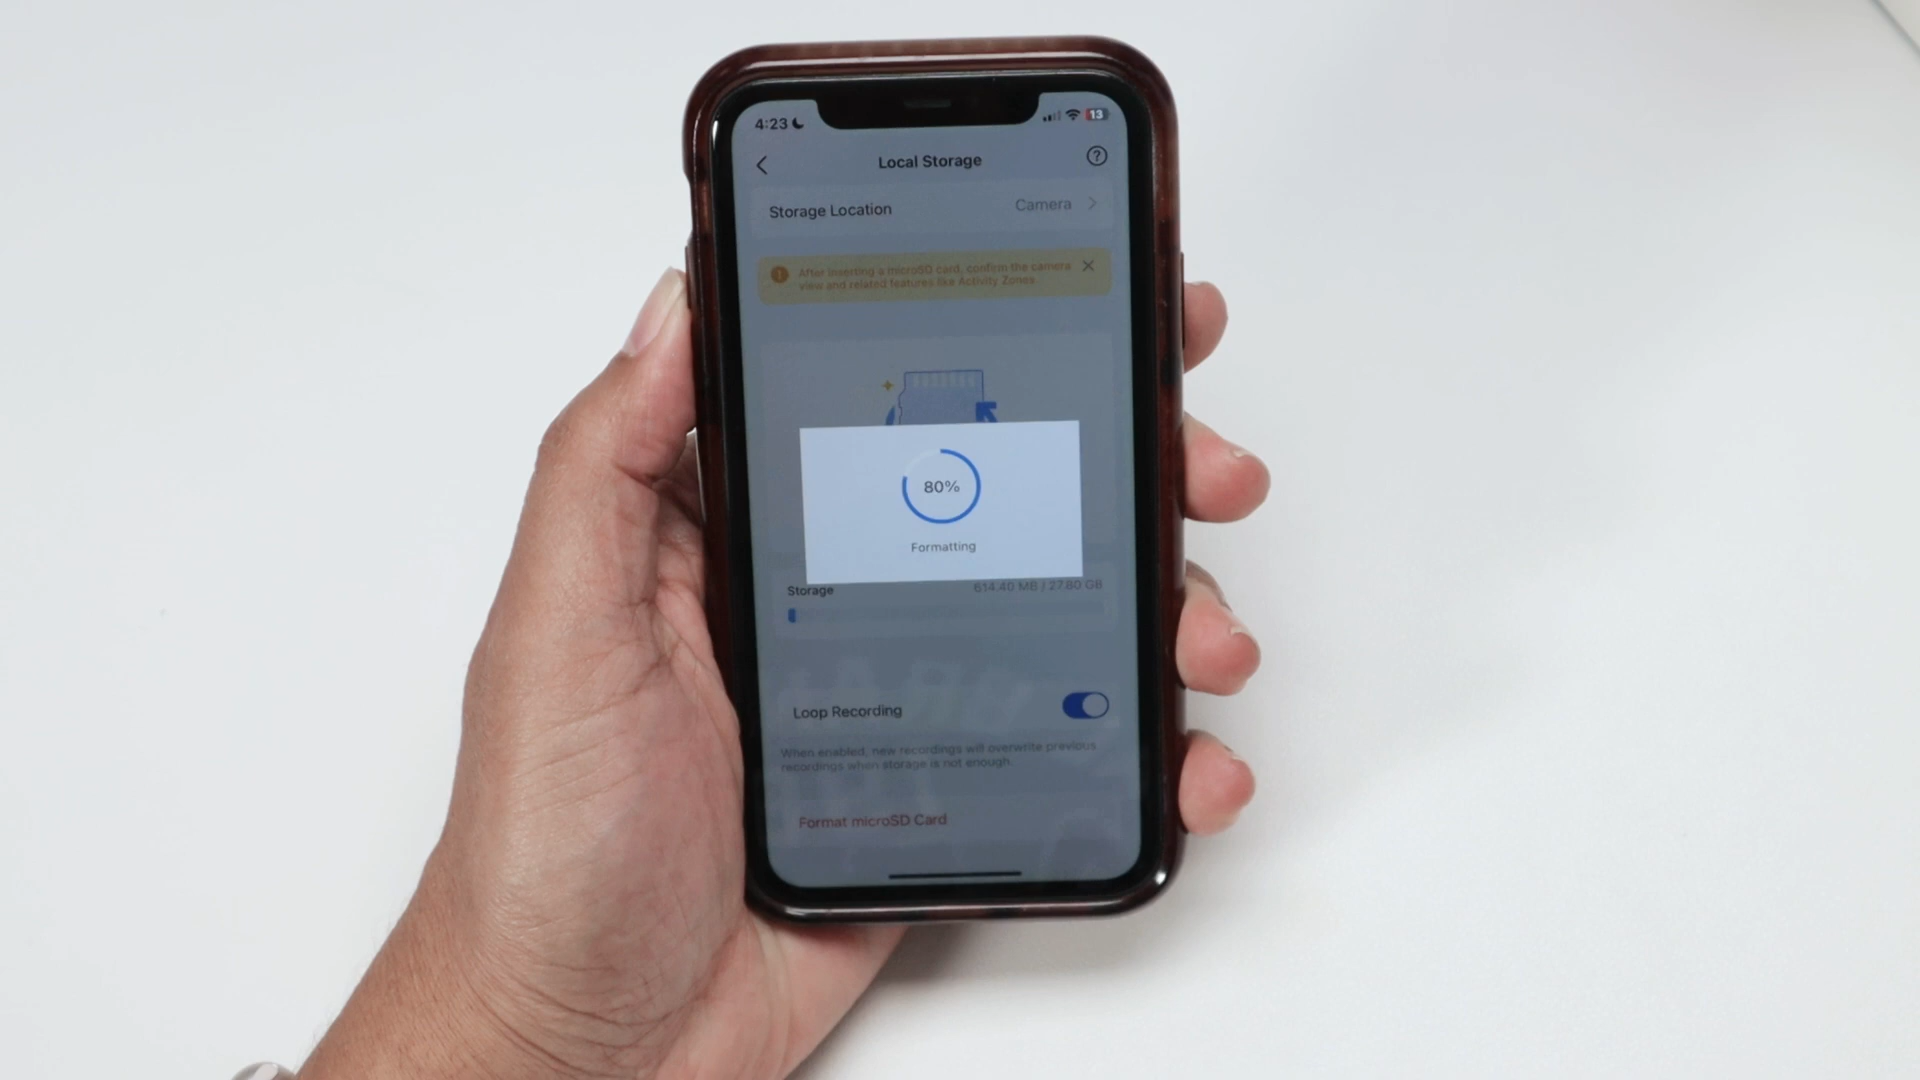 4:23
13
Local Storage
?
Storage Location
Camera
After inserting a microSD card, confirm the camera
view and related features like Activity Zones.
80%
Formatting
Storage
614.40 MB / 27.80 GB
Loop Recording
When enabled, new recordings will overwrite previous
recordings when storage is not enough.
Format microSD Card